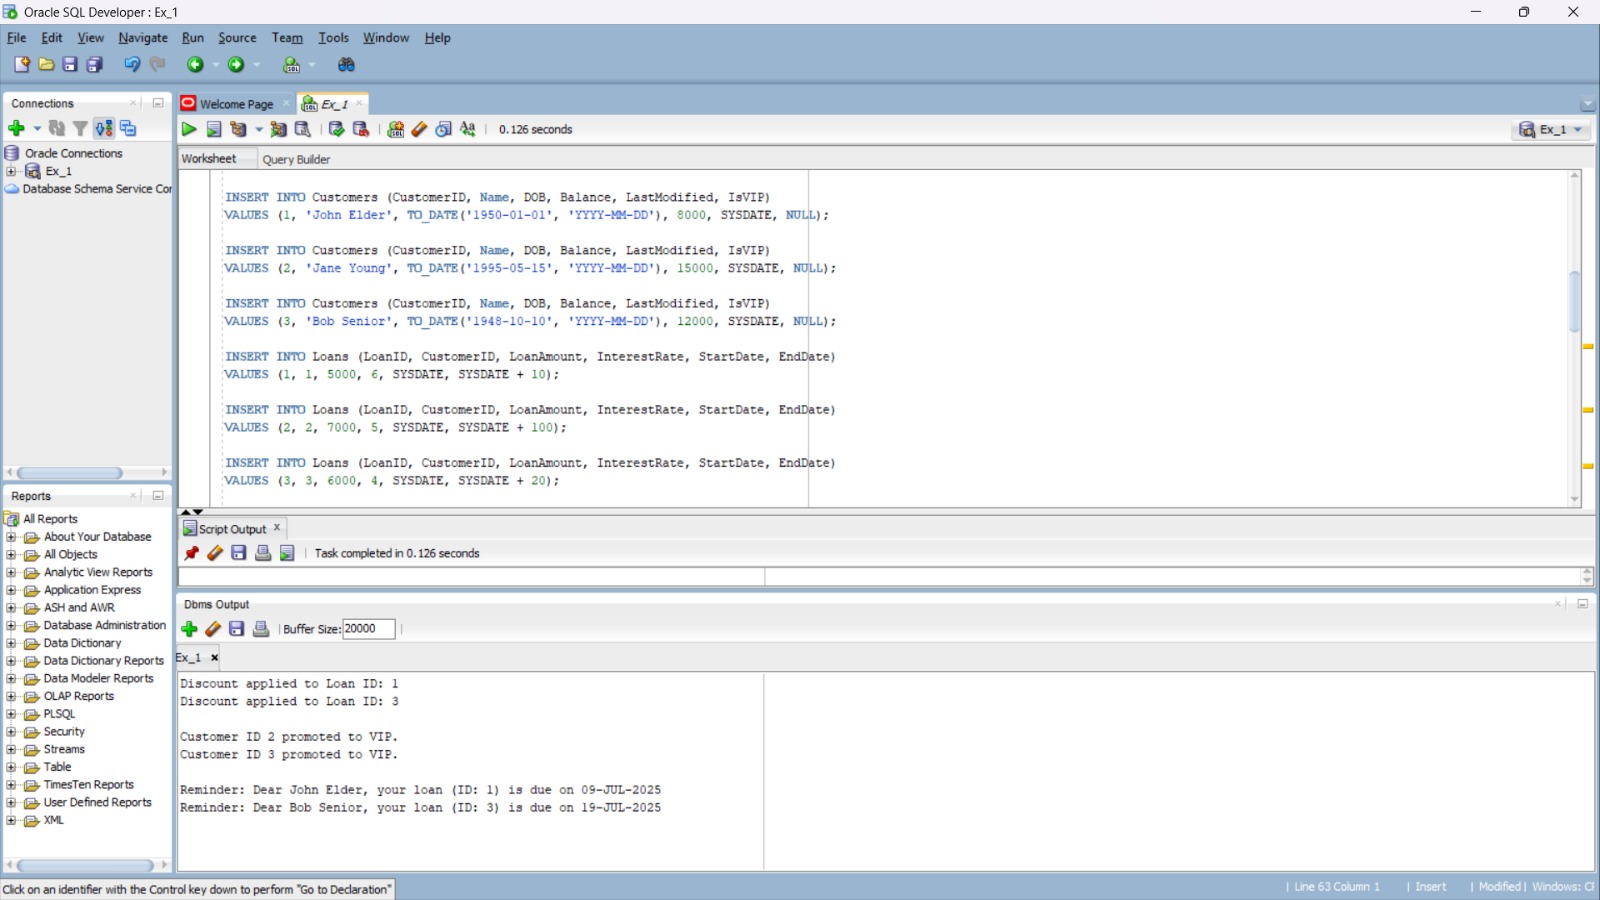 Oracle SQL Developer : Ex_1
File Edit View Navigate Run Source Team Tools Window Help
Connections
Oracle Connections
Ex_1
Database Schema Service Cor
Reports
All Reports
About Your Database
All Objects
Analytic View Reports
Application Express
ASH and AWR
Database Administration
Data Dictionary
Data Dictionary Reports
Data Modeler Reports
OLAP Reports
PLSQL
Security
Streams
Table
TimesTen Reports
User Defined Reports
XML
Welcome Page Ex_1
0.126 seconds
Ex_1
Worksheet Query Builder
INSERT INTO Customers (CustomerID, Name, DOB, Balance, LastModified, IsVIP)
VALUES (1, 'John Elder', TO_DATE('1950-01-01', 'YYYY-MM-DD'), 8000, SYSDATE, NULL);
INSERT INTO Customers (CustomerID, Name, DOB, Balance, LastModified, IsVIP)
VALUES (2, 'Jane Young', TO_DATE('1995-05-15', 'YYYY-MM-DD'), 15000, SYSDATE, NULL);
INSERT INTO Customers (CustomerID, Name, DOB, Balance, LastModified, IsVIP)
VALUES (3, 'Bob Senior', TO_DATE('1948-10-10', 'YYYY-MM-DD'), 12000, SYSDATE, NULL);
INSERT INTO Loans (LoanID, CustomerID, LoanAmount, InterestRate, StartDate, EndDate)
VALUES (1, 1, 5000, 6, SYSDATE, SYSDATE + 10);
INSERT INTO Loans (LoanID, CustomerID, LoanAmount, InterestRate, StartDate, EndDate)
VALUES (2, 2, 7000, 5, SYSDATE, SYSDATE + 100);
INSERT INTO Loans (LoanID, CustomerID, LoanAmount, InterestRate, StartDate, EndDate)
VALUES (3, 3, 6000, 4, SYSDATE, SYSDATE + 20);
Script Output
Task completed in 0.126 seconds
Dbms Output
Buffer Size: 20000
Ex_1
Discount applied to Loan ID: 1
Discount applied to Loan ID: 3
Customer ID 2 promoted to VIP.
Customer ID 3 promoted to VIP.
Reminder: Dear John Elder, your loan (ID: 1) is due on 09-JUL-2025
Reminder: Dear Bob Senior, your loan (ID: 3) is due on 19-JUL-2025
Click on an identifier with the Control key down to perform "Go to Declaration"
| Line 63 Column 1 | Insert | Modified | Windows: CF